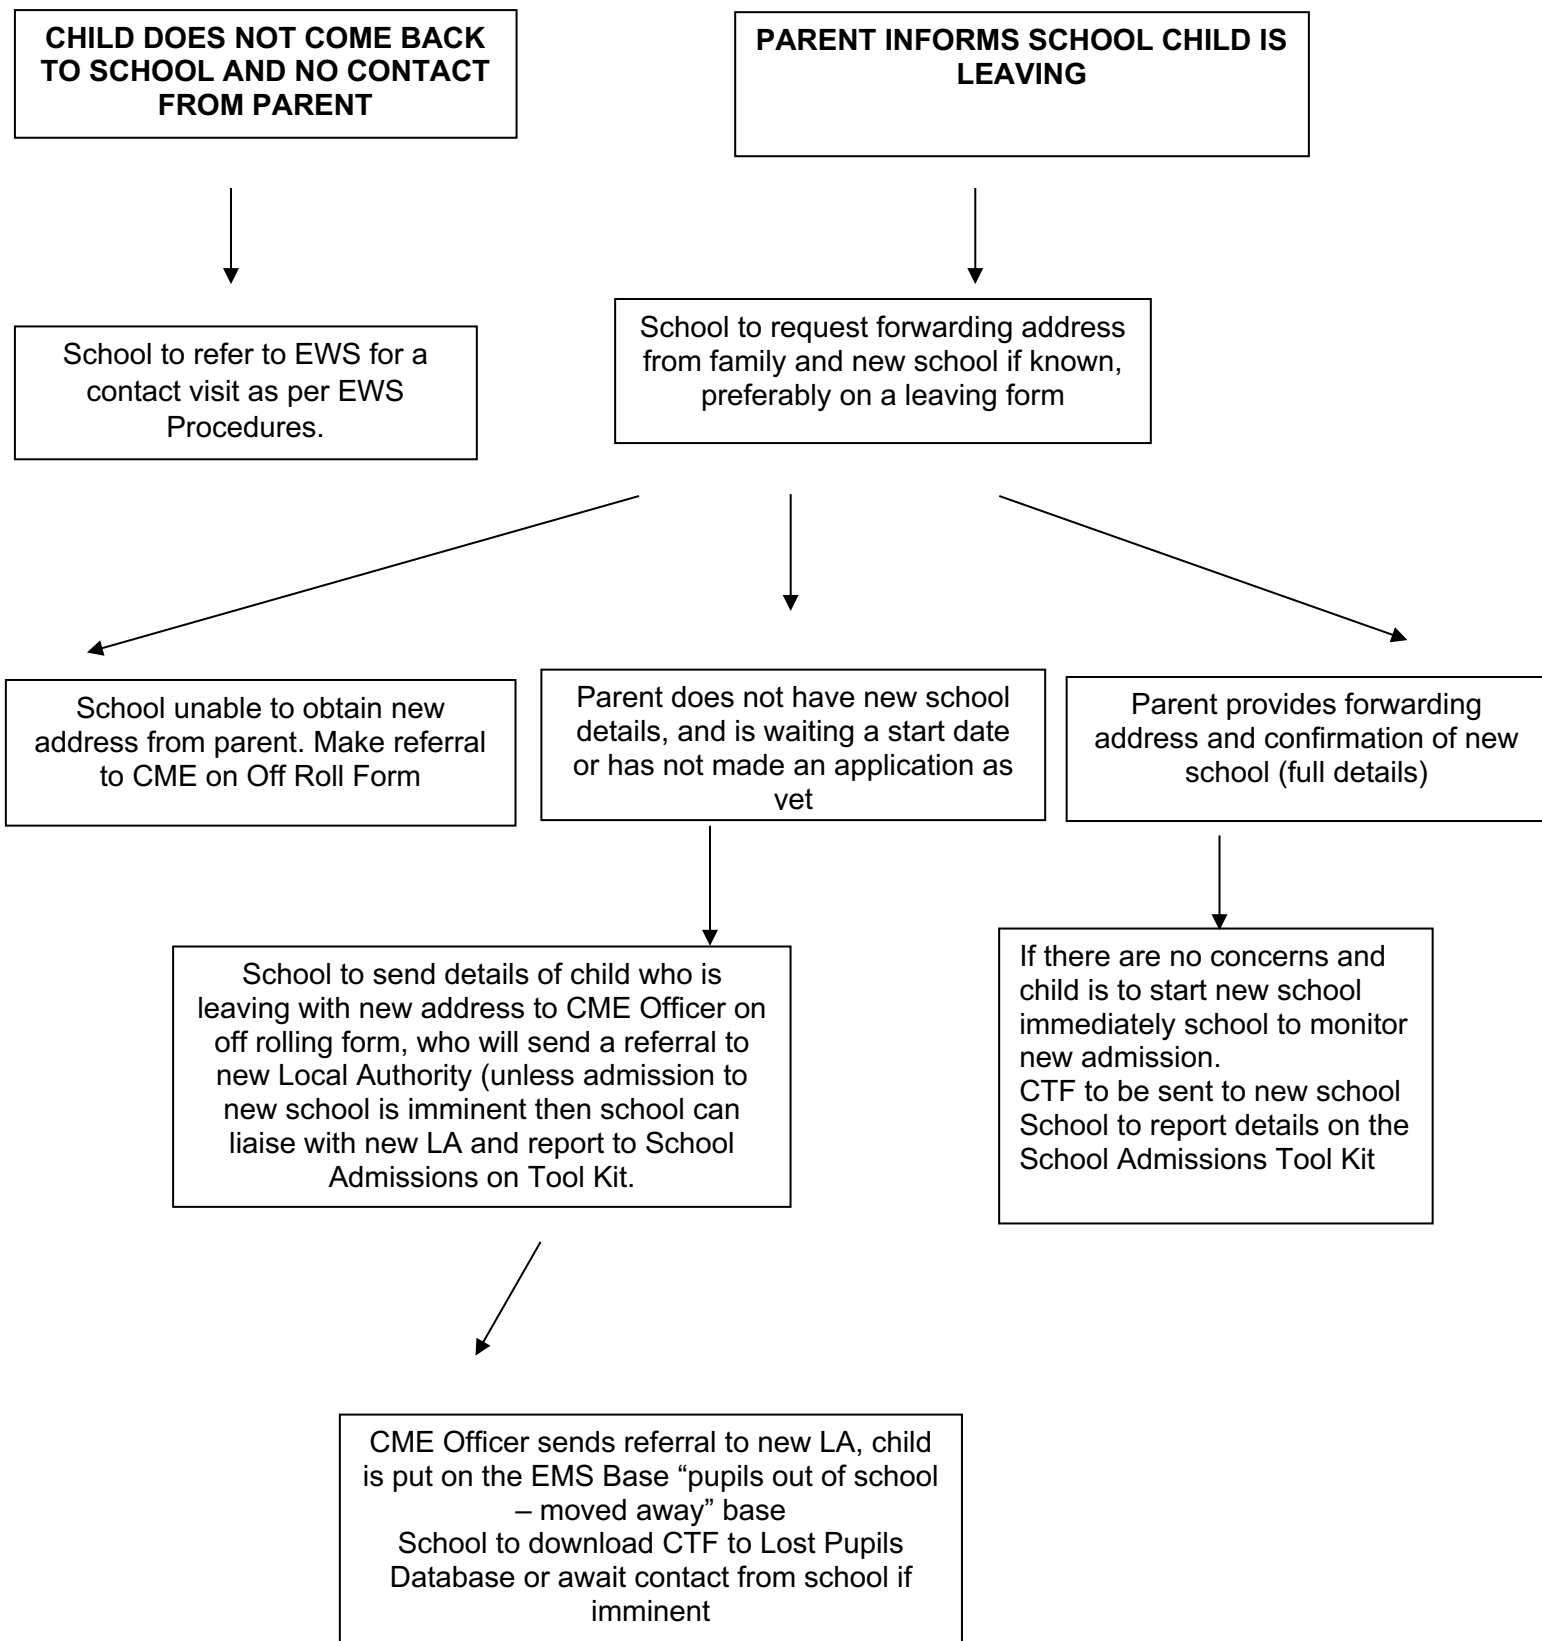 CHILD DOES NOT COME BACK
TO SCHOOL AND NO CONTACT
FROM PARENT
PARENT INFORMS SCHOOL CHILD IS
LEAVING
School to refer to EWS for a
contact visit as per EWS
Procedures.
School to request forwarding address
from family and new school if known,
preferably on a leaving form
School unable to obtain new
address from parent. Make referral
to CME on Off Roll Form
Parent does not have new school
details, and is waiting a start date
or has not made an application as
yet
Parent provides forwarding
address and confirmation of new
school (full details)
School to send details of child who is
leaving with new address to CME Officer on
off rolling form, who will send a referral to
new Local Authority (unless admission to
new school is imminent then school can
liaise with new LA and report to School
Admissions on Tool Kit.
If there are no concerns and
child is to start new school
immediately school to monitor
new admission.
CTF to be sent to new school
School to report details on the
School Admissions Tool Kit
CME Officer sends referral to new LA, child
is put on the EMS Base “pupils out of school
– moved away” base
School to download CTF to Lost Pupils
Database or await contact from school if
imminent